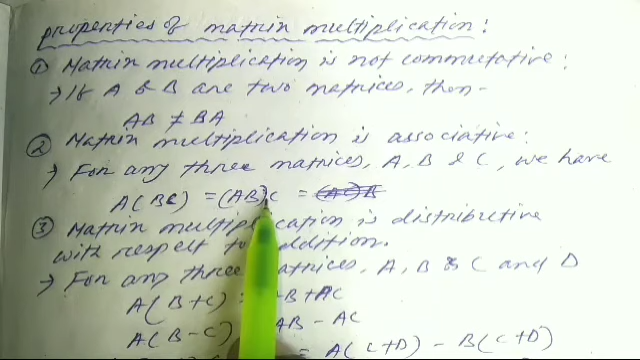 properties of matrix multiplication:
① Matrix multiplication is not commutative:
→ If A & B are two matrices, then-
AB ≠ BA
② Matrix multiplication is associative:
→ For any three matrices, A, B & C, we have
A(BC) = (AB)C = (AC)B
③ Matrix multiplication is distributive
with respect to addition.
→ For any three matrices, A, B & C and D
A(B+C) = B+AC
A(B-C) AB - AC
= A(C+D) - B(C+D)